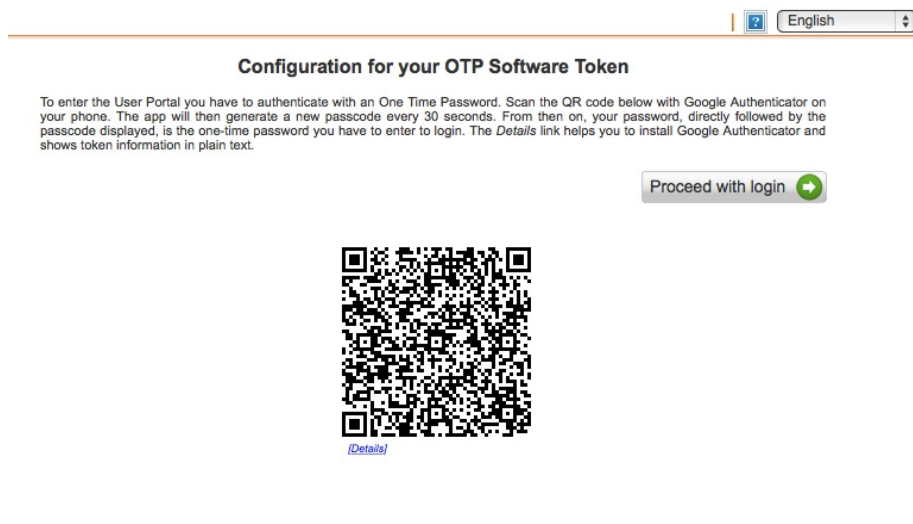 English
Configuration for your OTP Software Token
To enter the User Portal you have to authenticate with an One Time Password. Scan the QR code below with Google Authenticator on
your phone. The app will then generate a new passcode every 30 seconds. From then on, your password, directly followed by the
passcode displayed, is the one-time password you have to enter to login. The Details link helps you to install Google Authenticator and
shows token information in plain text.
Proceed with login
[Details]